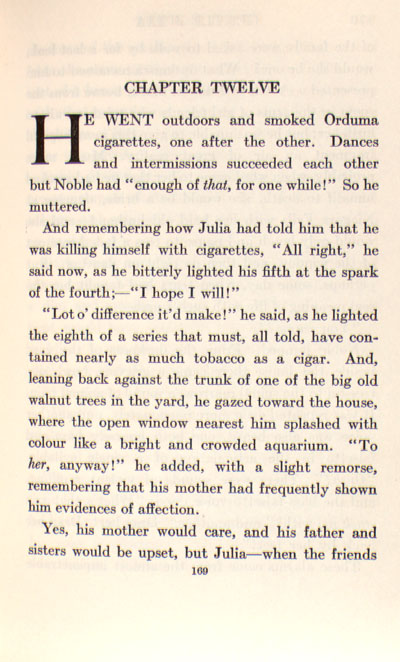 CHAPTER TWELVE
HE WENT outdoors and smoked Orduma
cigarettes, one after the other. Dances
and intermissions succeeded each other
but Noble had “enough of that, for one while!” So he
muttered.
And remembering how Julia had told him that he
was killing himself with cigarettes, “All right,” he
said now, as he bitterly lighted his fifth at the spark
of the fourth;—“I hope I will!”
“Lot o’ difference it’d make!” he said, as he lighted
the eighth of a series that must, all told, have con-
tained nearly as much tobacco as a cigar. And,
leaning back against the trunk of one of the big old
walnut trees in the yard, he gazed toward the house,
where the open window nearest him splashed with
colour like a bright and crowded aquarium. “To
her, anyway!” he added, with a slight remorse,
remembering that his mother had frequently shown
him evidences of affection.
Yes, his mother would care, and his father and
sisters would be upset, but Julia—when the friends
169